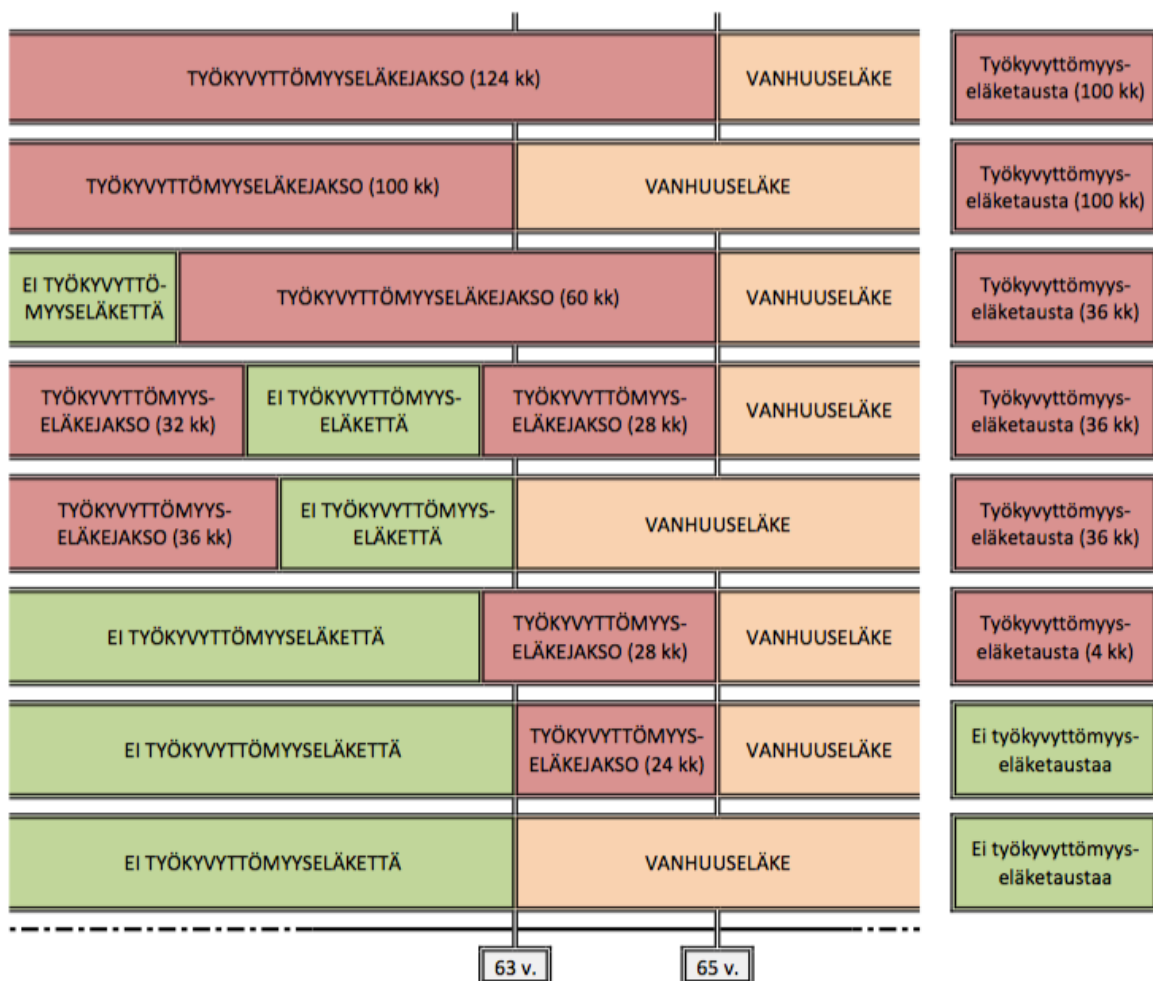 TYÖKYVYTTÖMYYSELÄKEJAKSO (124 kk)
VANHUUSELÄKE
Työkyvyttömyys-
eläketausta (100 kk)
TYÖKYVYTTÖMYYSELÄKEJAKSO (100 kk)
VANHUUSELÄKE
Työkyvyttömyys-
eläketausta (100 kk)
EI TYÖKYVYTTÖ-
MYYSELÄKETTÄ
TYÖKYVYTTÖMYYSELÄKEJAKSO (60 kk)
VANHUUSELÄKE
Työkyvyttömyys-
eläketausta (36 kk)
TYÖKYVYTTÖMYYS-
ELÄKEJAKSO (32 kk)
EI TYÖKYVYTTÖMYYS-
ELÄKETTÄ
TYÖKYVYTTÖMYYS-
ELÄKEJAKSO (28 kk)
VANHUUSELÄKE
Työkyvyttömyys-
eläketausta (36 kk)
TYÖKYVYTTÖMYYS-
ELÄKEJAKSO (36 kk)
EI TYÖKYVYTTÖMYYS-
ELÄKETTÄ
VANHUUSELÄKE
Työkyvyttömyys-
eläketausta (36 kk)
EI TYÖKYVYTTÖMYYSELÄKETTÄ
TYÖKYVYTTÖMYYS-
ELÄKEJAKSO (28 kk)
VANHUUSELÄKE
Työkyvyttömyys-
eläketausta (4 kk)
EI TYÖKYVYTTÖMYYSELÄKETTÄ
TYÖKYVYTTÖMYYS-
ELÄKEJAKSO (24 kk)
VANHUUSELÄKE
Ei työkyvyttömyys-
eläketaustaa
EI TYÖKYVYTTÖMYYSELÄKETTÄ
VANHUUSELÄKE
Ei työkyvyttömyys-
eläketaustaa
63 v.
65 v.